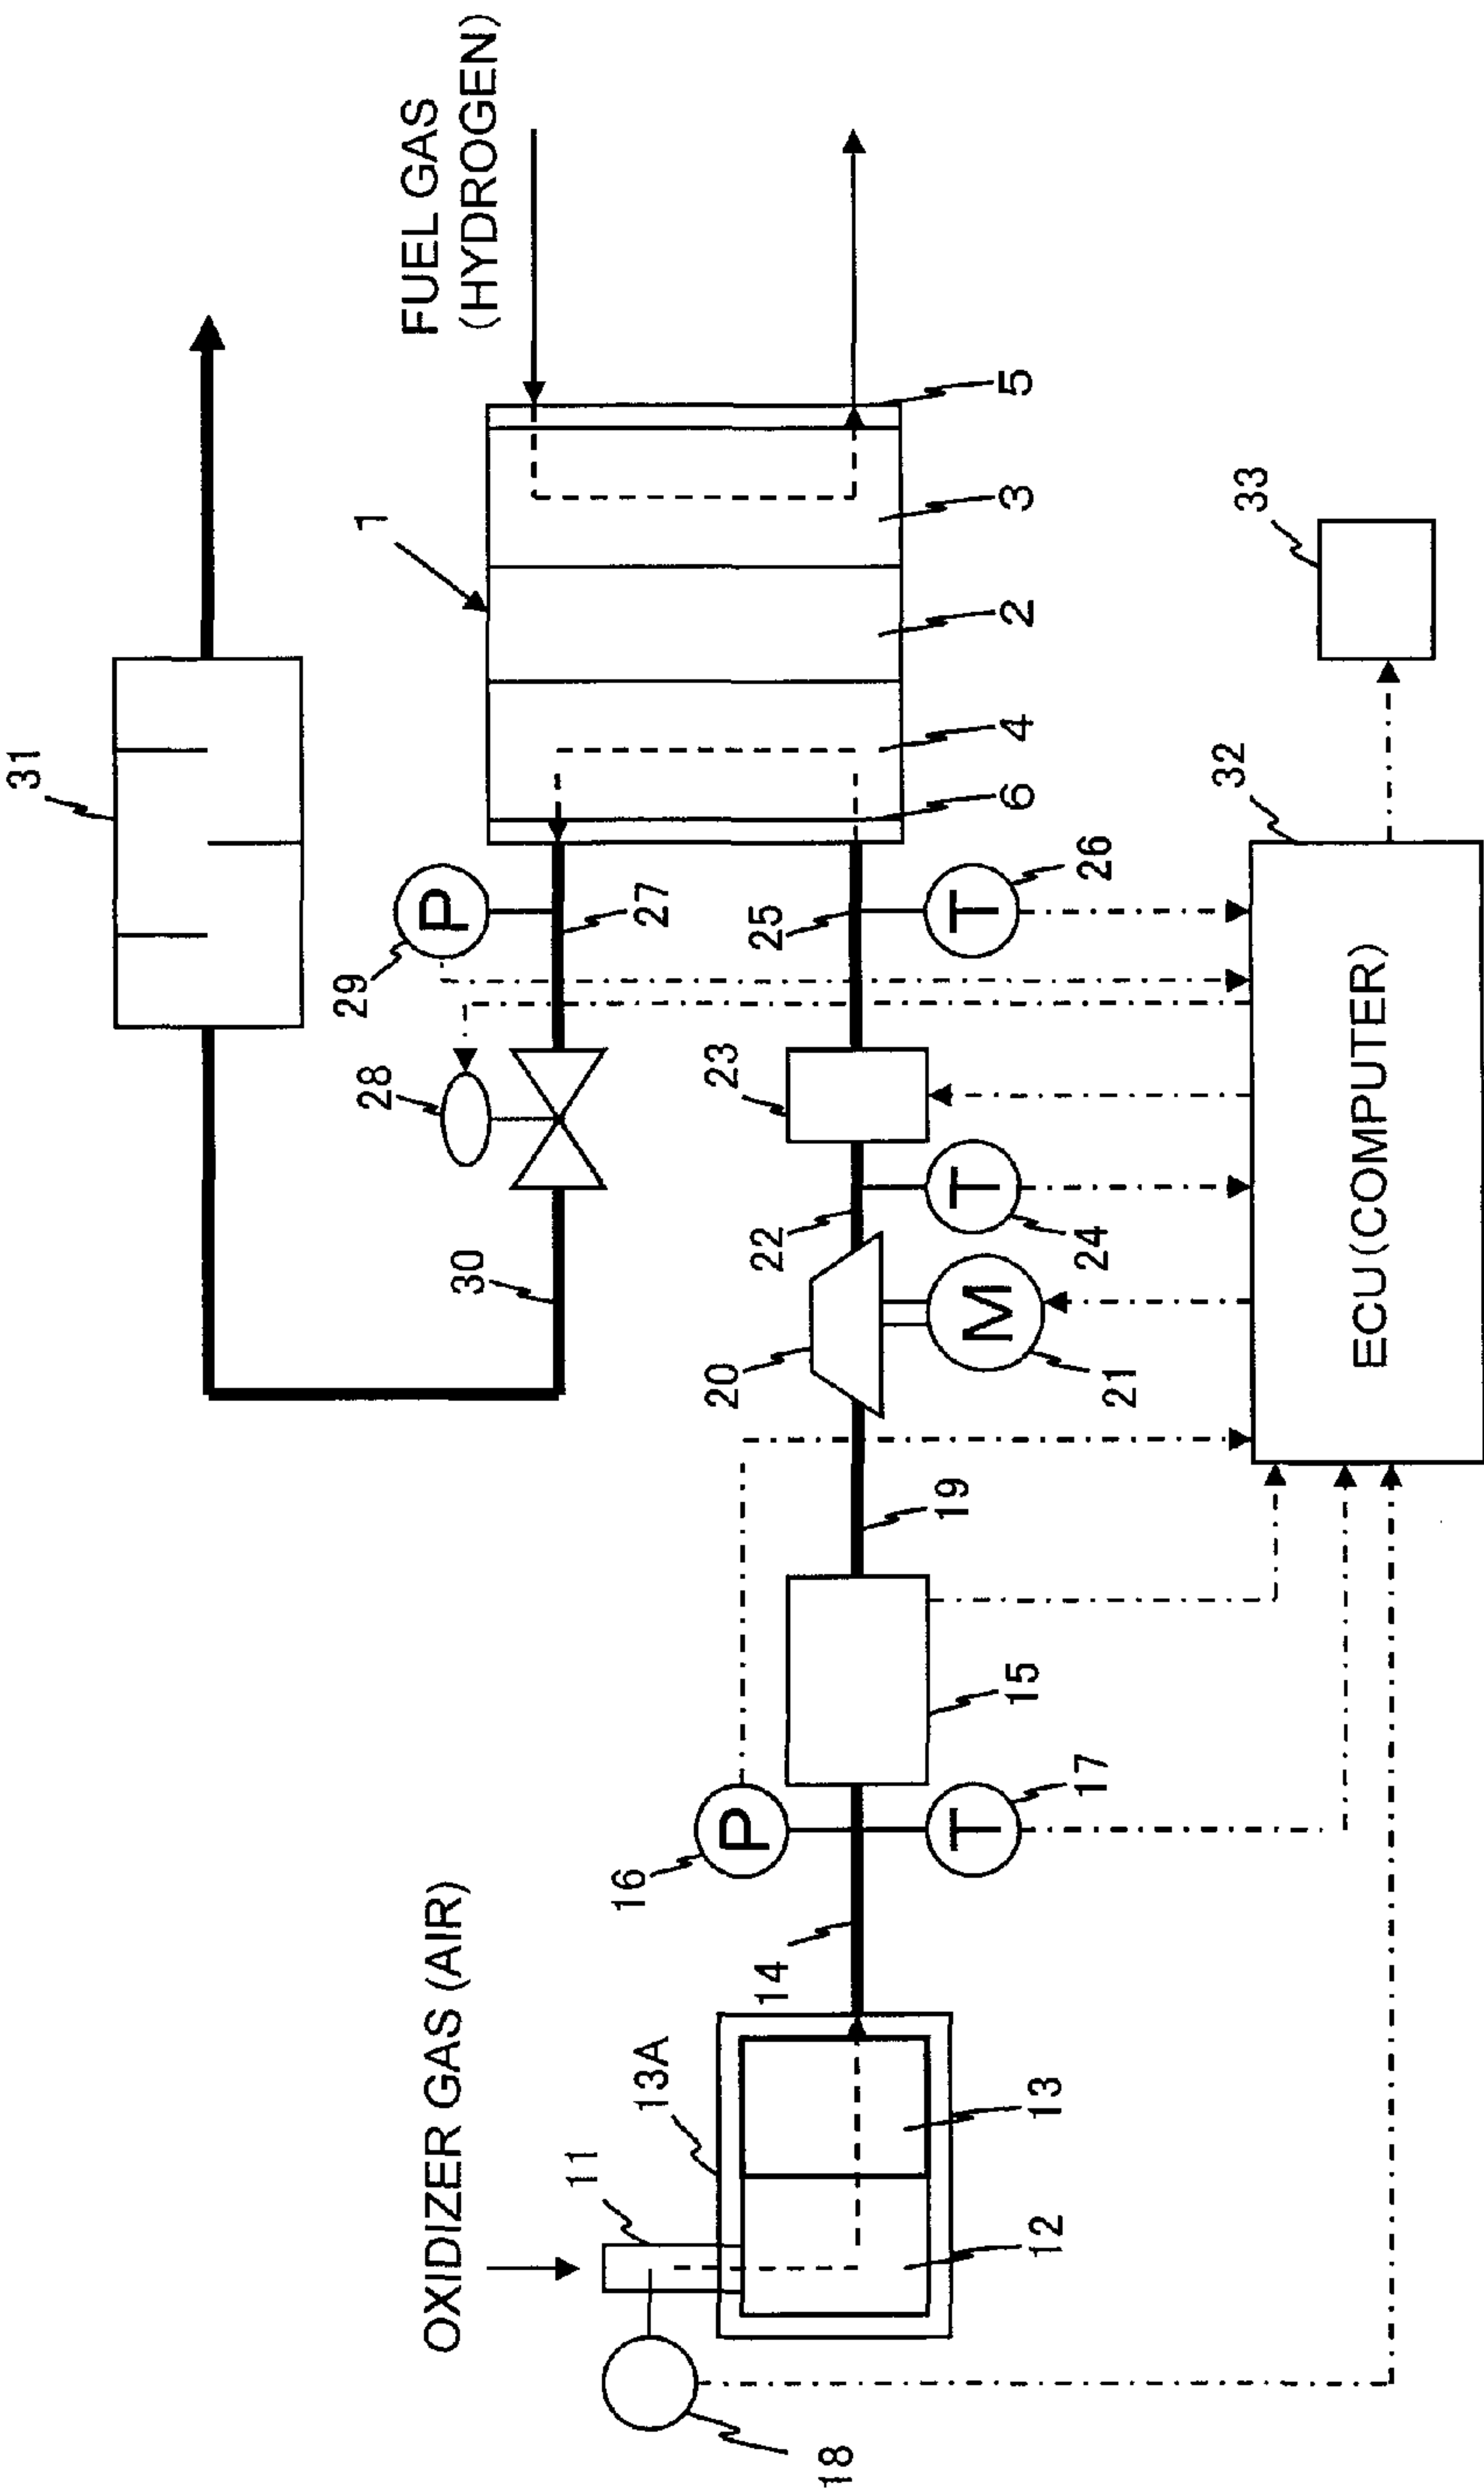 31
FUEL GAS
(HYDROGEN)
1
29
P
28
27
30
5
3
2
4
6
33
OXIDIZER GAS (AIR)
11
13A
14
16
P
20
22
23
25
T
26
T
24
M
21
19
15
T
17
13
12
18
32
ECU (COMPUTER)